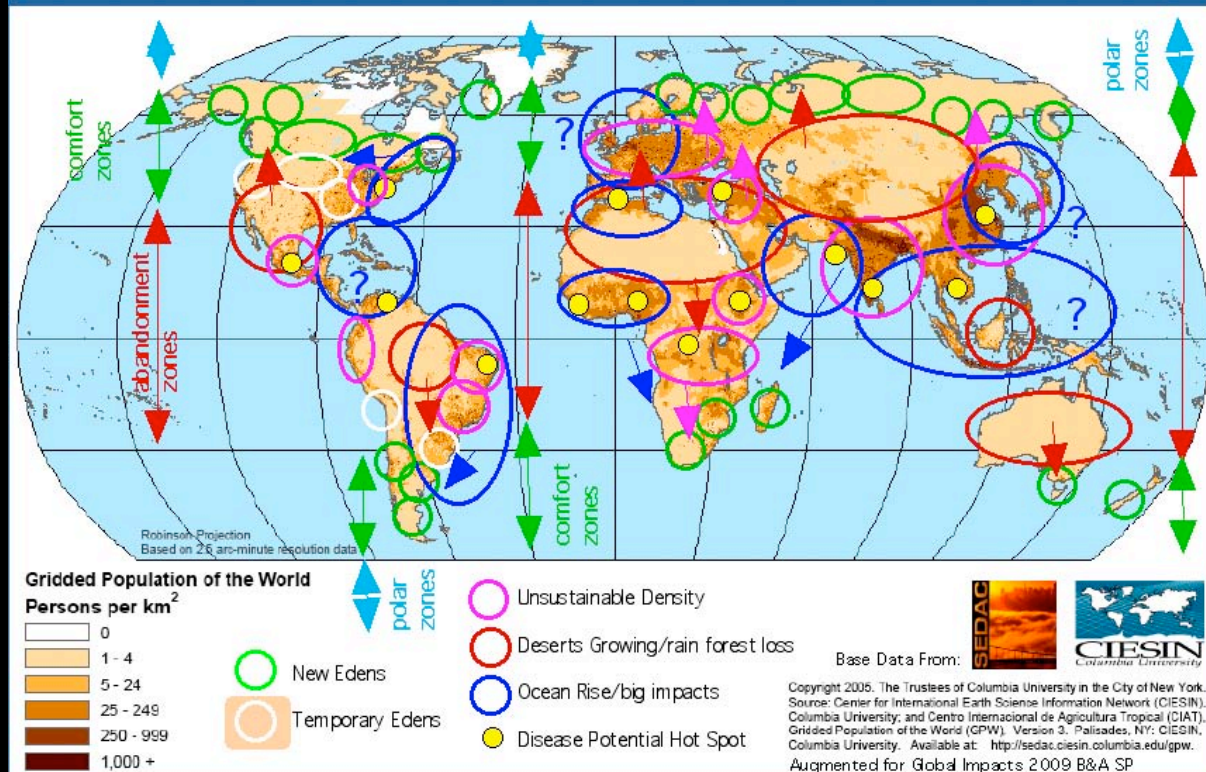 polar
zones
comfort
zones
?
?
?
?
abandonment
zones
comfort
zones
Robinson Projection
Based on 2.5 arc-minute resolution data
polar
zones
Gridded Population of the World
Persons per km2
0
1 - 4
5 - 24
25 - 249
250 - 999
1,000 +
New Edens
Temporary Edens
Unsustainable Density
Deserts Growing/rain forest loss
Ocean Rise/big impacts
Disease Potential Hot Spot
Base Data From:
SEDAC
CIESIN
Columbia University
Copyright 2005. The Trustees of Columbia University in the City of New York.
Source: Center for International Earth Science Information Network (CIESIN),
Columbia University; and Centro Internacional de Agricultura Tropical (CIAT),
Gridded Population of the World (GPW), Version 3. Palisades, NY: CIESIN,
Columbia University. Available at: http://sedac.ciesin.columbia.edu/gpw.
Augmented for Global Impacts 2009 B&A SP